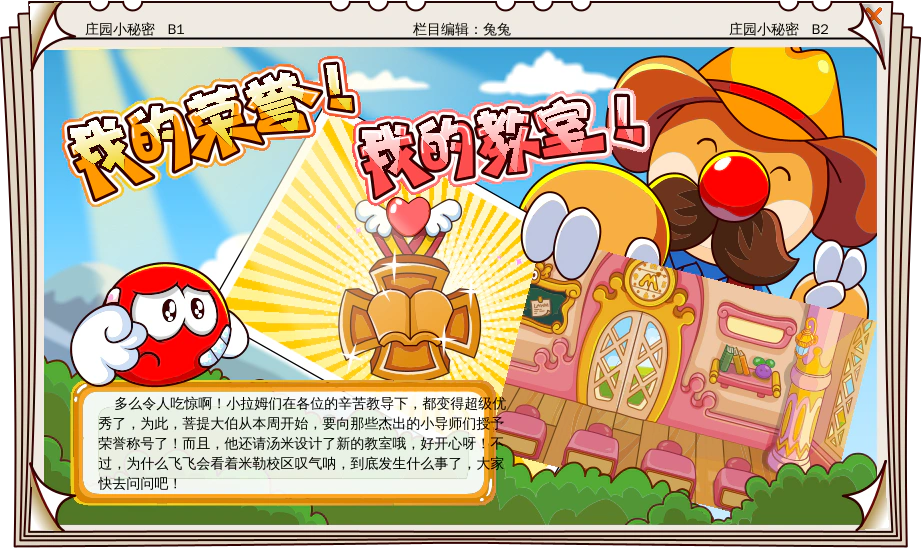 庄园小秘密 B1
栏目编辑：兔兔
庄园小秘密 B2
我的荣誉！
我的教室！
多么令人吃惊啊！小拉姆们在各位的辛苦教导下，都变得超级优
秀了，为此，菩提大伯从本周开始，要向那些杰出的小导师们授予
荣誉称号了！而且，他还请汤米设计了新的教室哦，好开心呀！不
过，为什么飞飞会看着米勒校区叹气呐，到底发生什么事了，大家
快去问问吧！